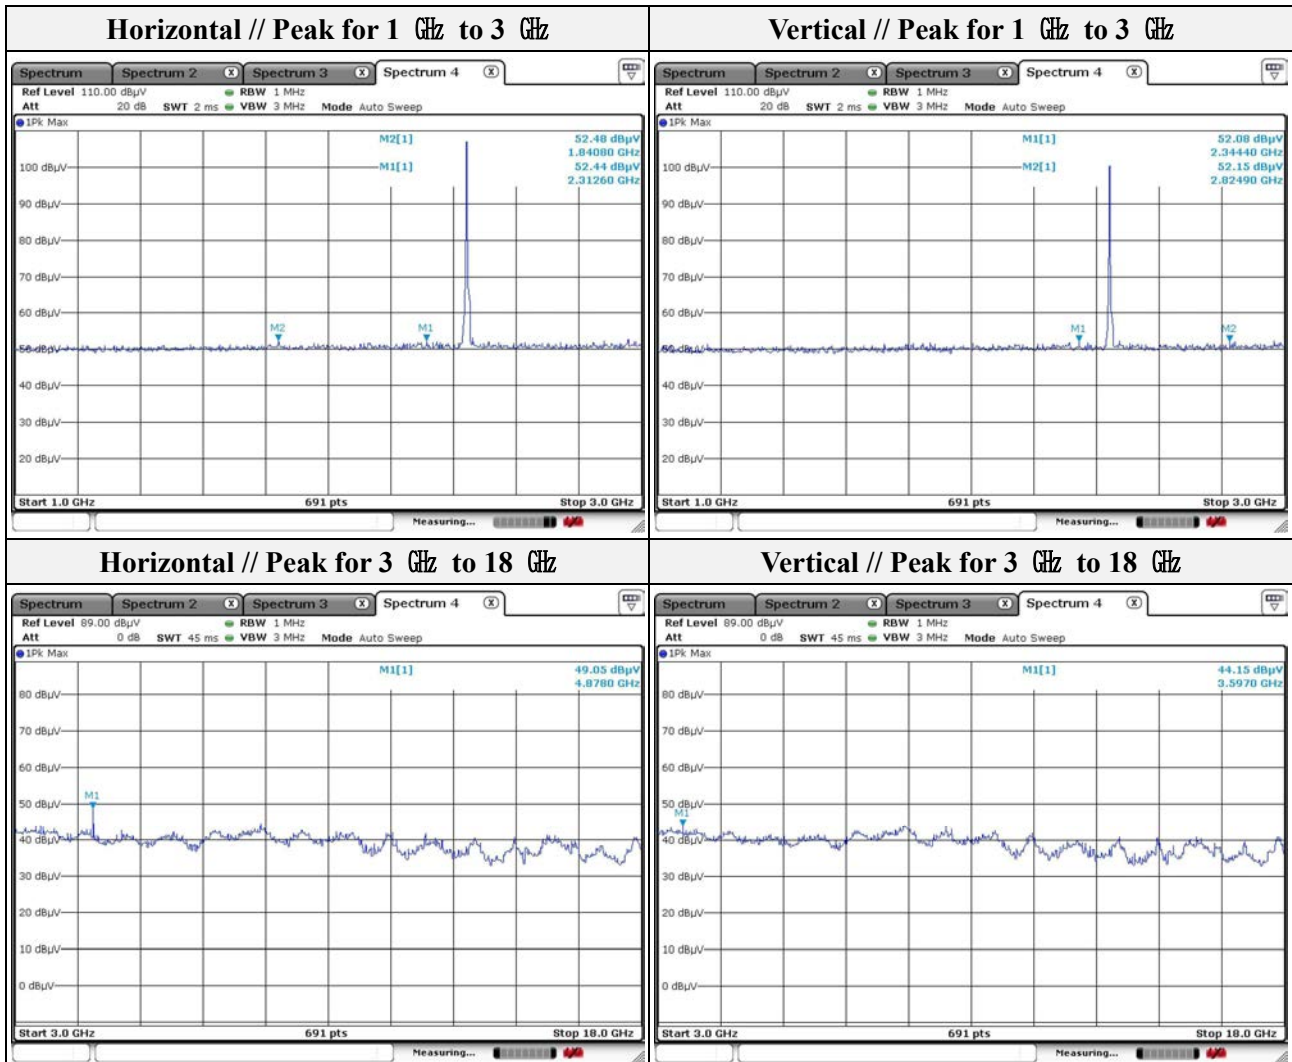 Horizontal // Peak for 1 ㎓ to 3 ㎓
Spectrum Spectrum 2 X Spectrum 3 X Spectrum 4 X
Ref Level 110.00 dBµV RBW 1 MHz
Att 20 dB SWT 2 ms VBW 3 MHz Mode Auto Sweep
1Pk Max
M2[1] 52.48 dBµV
1.84080 GHz
M1[1] 52.44 dBµV
2.31260 GHz
100 dBµV
90 dBµV
80 dBµV
70 dBµV
60 dBµV
M2 M1
50 dBµV
40 dBµV
30 dBµV
20 dBµV
Start 1.0 GHz 691 pts Stop 3.0 GHz
Measuring...
Vertical // Peak for 1 ㎓ to 3 ㎓
Spectrum Spectrum 2 X Spectrum 3 X Spectrum 4 X
Ref Level 110.00 dBµV RBW 1 MHz
Att 20 dB SWT 2 ms VBW 3 MHz Mode Auto Sweep
1Pk Max
M1[1] 52.08 dBµV
2.34440 GHz
M2[1] 52.15 dBµV
2.82490 GHz
100 dBµV
90 dBµV
80 dBµV
70 dBµV
60 dBµV
M1 M2
50 dBµV
40 dBµV
30 dBµV
20 dBµV
Start 1.0 GHz 691 pts Stop 3.0 GHz
Measuring...
Horizontal // Peak for 3 ㎓ to 18 ㎓
Spectrum Spectrum 2 X Spectrum 3 X Spectrum 4 X
Ref Level 89.00 dBµV RBW 1 MHz
Att 0 dB SWT 45 ms VBW 3 MHz Mode Auto Sweep
1Pk Max
M1[1] 49.05 dBµV
4.8780 GHz
80 dBµV
70 dBµV
60 dBµV
50 dBµV
M1
40 dBµV
30 dBµV
20 dBµV
10 dBµV
0 dBµV
Start 3.0 GHz 691 pts Stop 18.0 GHz
Measuring...
Vertical // Peak for 3 ㎓ to 18 ㎓
Spectrum Spectrum 2 X Spectrum 3 X Spectrum 4 X
Ref Level 89.00 dBµV RBW 1 MHz
Att 0 dB SWT 45 ms VBW 3 MHz Mode Auto Sweep
1Pk Max
M1[1] 44.15 dBµV
3.5970 GHz
80 dBµV
70 dBµV
60 dBµV
50 dBµV
M1
40 dBµV
30 dBµV
20 dBµV
10 dBµV
0 dBµV
Start 3.0 GHz 691 pts Stop 18.0 GHz
Measuring...